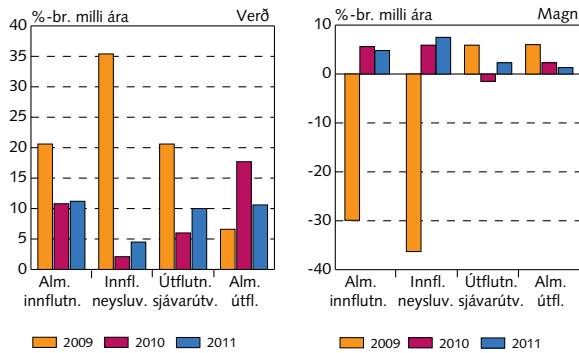 %-br. milli ára Verð
40
35
30
25
20
15
10
5
0
Alm. innflutn.
Innfl. neysluv.
Útflutn. sjávarútv.
Alm. útfl.
2009 2010 2011
%-br. milli ára Magn
10
0
-10
-20
-30
-40
Alm. innflutn.
Innfl. neysluv.
Útflutn. sjávarútv.
Alm. útfl.
2009 2010 2011